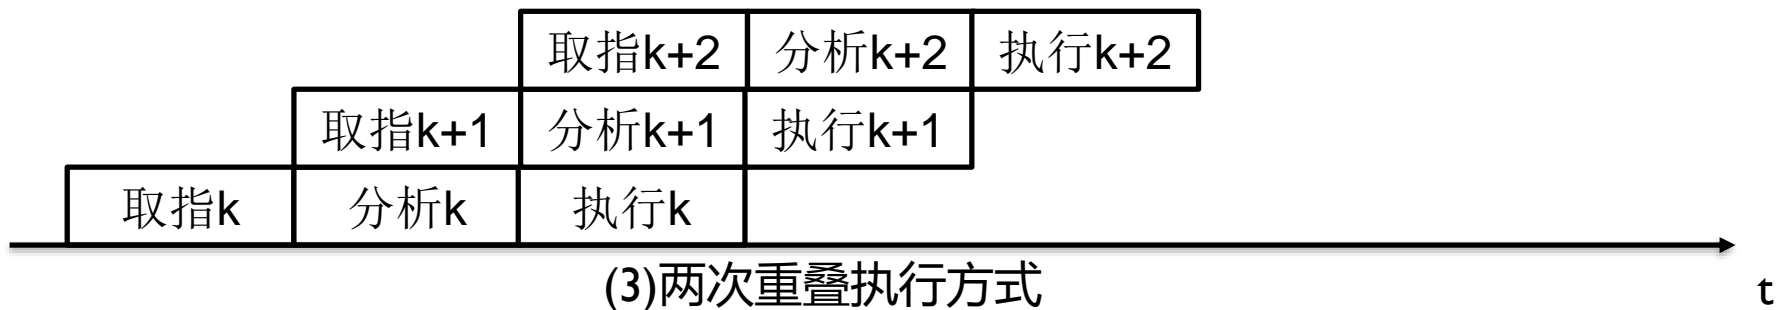 取指k+2 分析k+2 执行k+2
取指k+1 分析k+1 执行k+1
取指k 分析k 执行k
(3)两次重叠执行方式
t